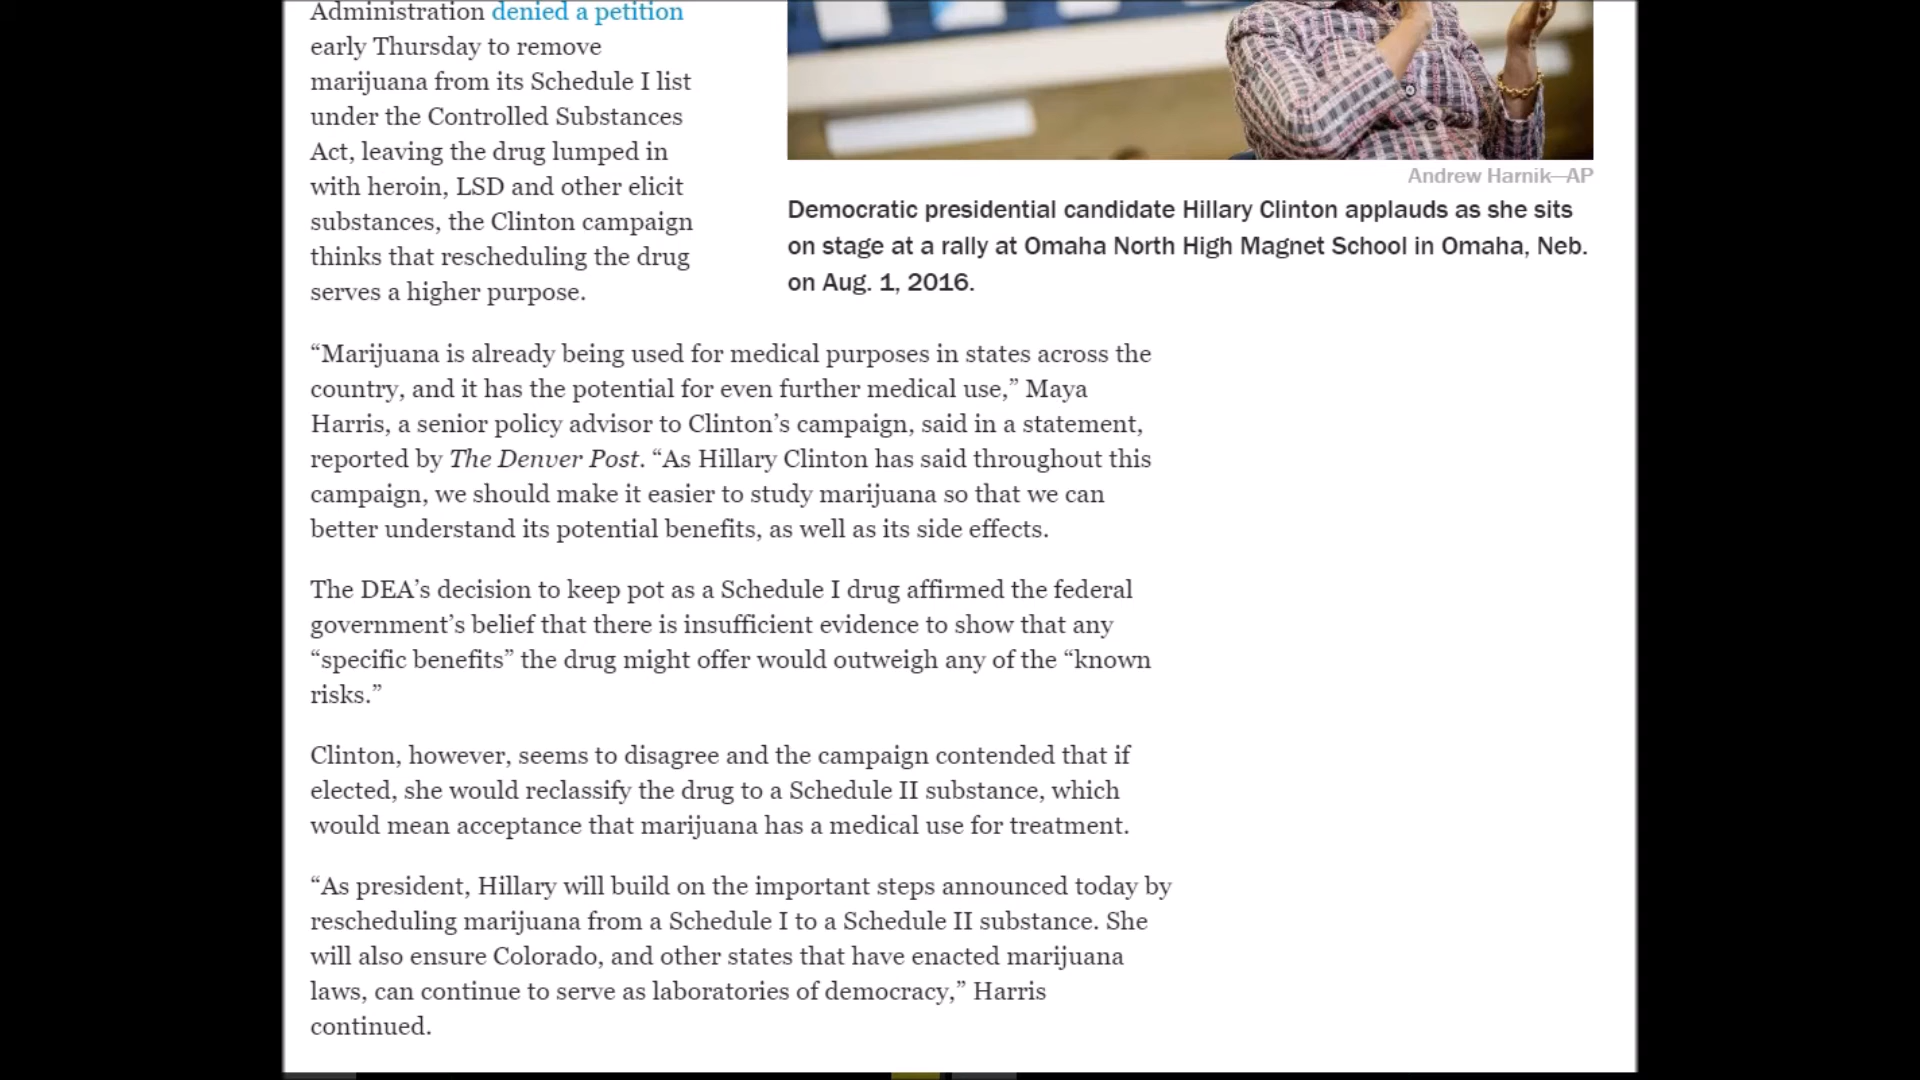 Administration denied a petition
early Thursday to remove
marijuana from its Schedule I list
under the Controlled Substances
Act, leaving the drug lumped in
with heroin, LSD and other elicit
substances, the Clinton campaign
thinks that rescheduling the drug
serves a higher purpose.
Andrew Harnik—AP
Democratic presidential candidate Hillary Clinton applauds as she sits
on stage at a rally at Omaha North High Magnet School in Omaha, Neb.
on Aug. 1, 2016.
“Marijuana is already being used for medical purposes in states across the
country, and it has the potential for even further medical use,” Maya
Harris, a senior policy advisor to Clinton’s campaign, said in a statement,
reported by The Denver Post. “As Hillary Clinton has said throughout this
campaign, we should make it easier to study marijuana so that we can
better understand its potential benefits, as well as its side effects.
The DEA’s decision to keep pot as a Schedule I drug affirmed the federal
government’s belief that there is insufficient evidence to show that any
“specific benefits” the drug might offer would outweigh any of the “known
risks.”
Clinton, however, seems to disagree and the campaign contended that if
elected, she would reclassify the drug to a Schedule II substance, which
would mean acceptance that marijuana has a medical use for treatment.
“As president, Hillary will build on the important steps announced today by
rescheduling marijuana from a Schedule I to a Schedule II substance. She
will also ensure Colorado, and other states that have enacted marijuana
laws, can continue to serve as laboratories of democracy,” Harris
continued.